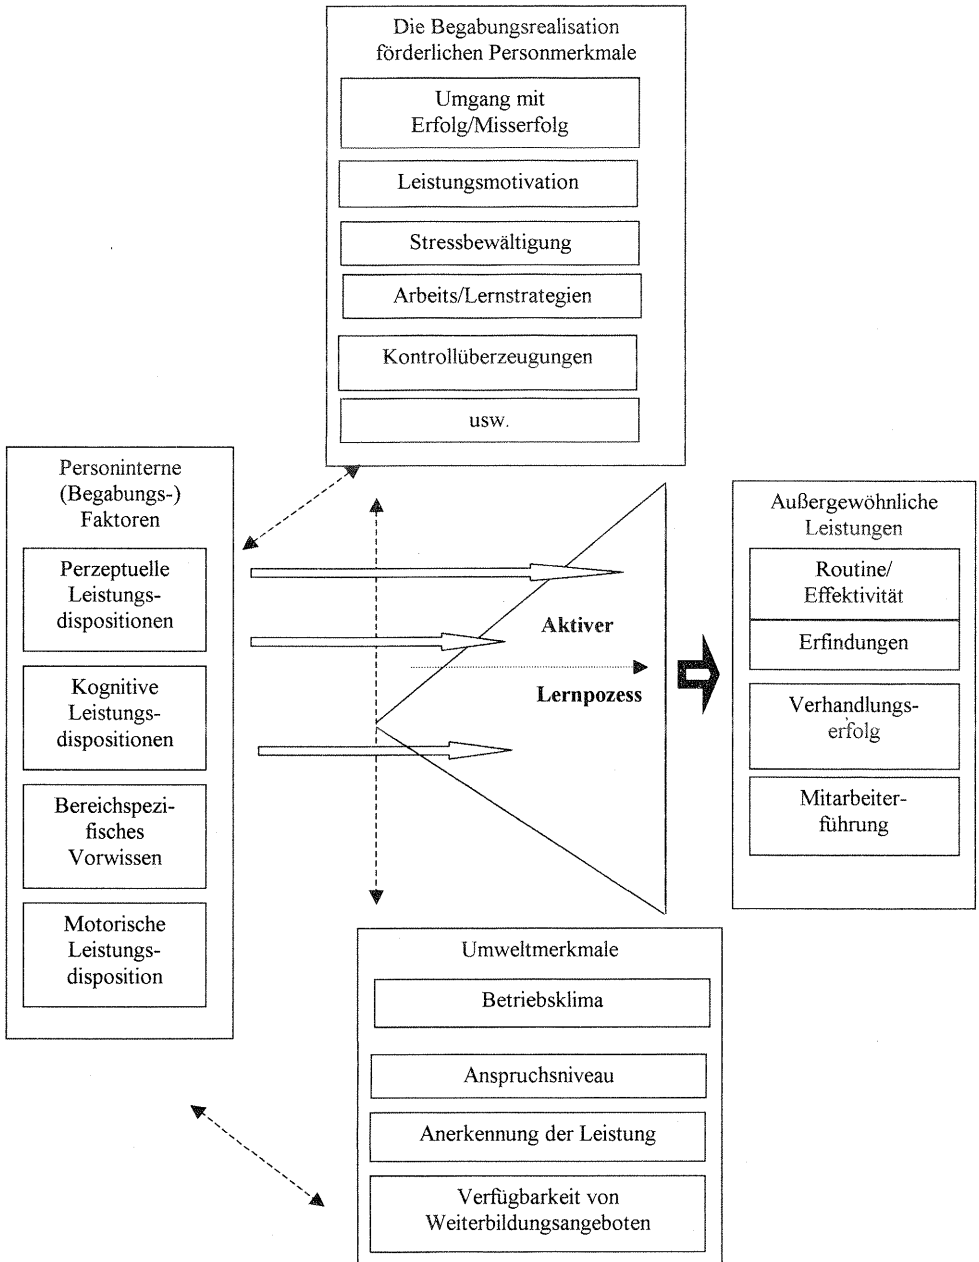 Die Begabungsrealisation
förderlichen Personmerkmale
Umgang mit
Erfolg/Misserfolg
Leistungsmotivation
Stressbewältigung
Arbeits/Lernstrategien
Kontrollüberzeugungen
usw.
Personinterne
(Begabungs-)
Faktoren
Perzeptuelle
Leistungs-
dispositionen
Kognitive
Leistungs-
dispositionen
Bereichspezi-
fisches
Vorwissen
Motorische
Leistungs-
disposition
Aktiver
Lernpozess
Außergewöhnliche
Leistungen
Routine/
Effektivität
Erfindungen
Verhandlungs-
erfolg
Mitarbeiter-
führung
Umweltmerkmale
Betriebsklima
Anspruchsniveau
Anerkennung der Leistung
Verfügbarkeit von
Weiterbildungsangeboten